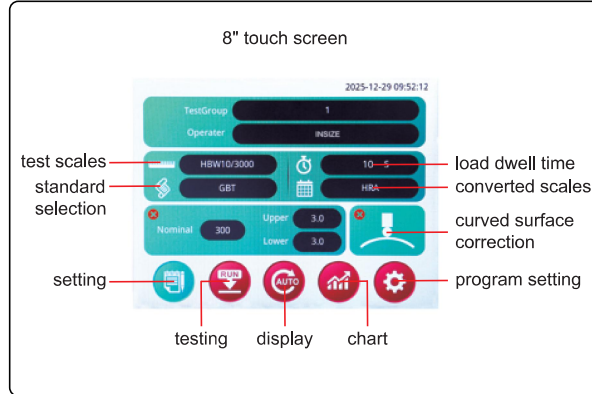 8" touch screen
2025-12-29 09:52:12
TestGroup 1
Operater INSIZE
test scales HBW10/3000 10 S load dwell time
standard selection GBT HRA converted scales
Nominal 300 Upper 3.0
Lower 3.0
curved surface correction
setting RUN AUTO program setting
testing display chart